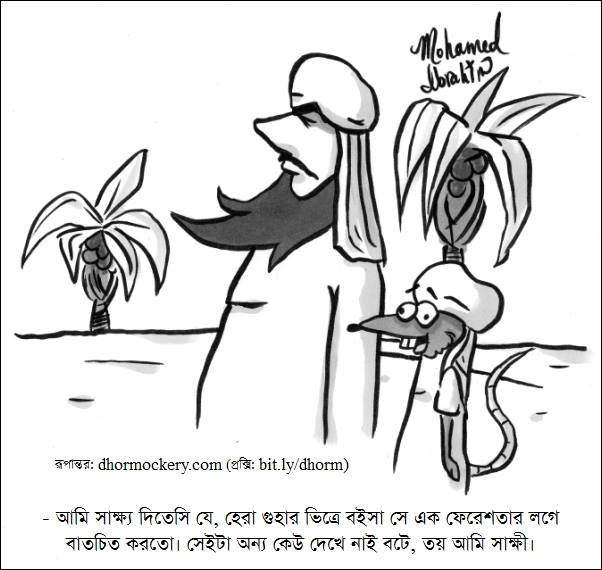 Mohamed
Ibrahim
রূপান্তর: dhormockery.com (প্রক্সি: bit.ly/dhorm)
- আমি সাক্ষ্য দিতেসি যে, হেরা গুহার ভিত্রে বইসা সে এক ফেরেশতার লগে
বাতচিত করতো। সেইটা অন্য কেউ দেখে নাই বটে, তয় আমি সাক্ষী।